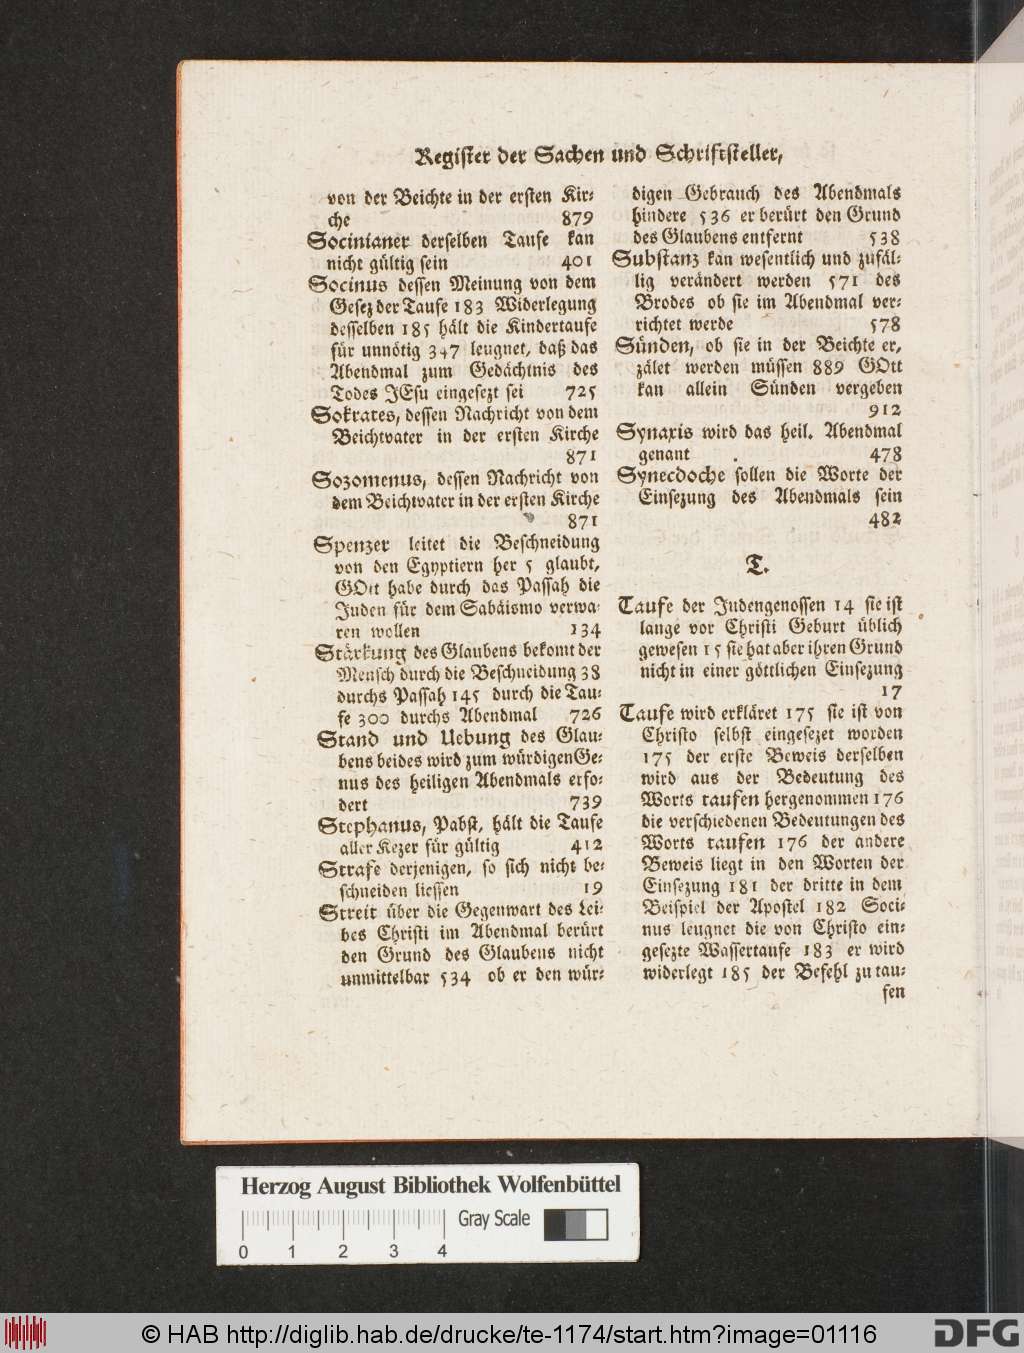 Register der Sachen und Schriftsteller,
von der Beichte in der ersten Kir-
che 879
Socinianer derselben Taufe kan
nicht gültig sein 401
Socinus dessen Meinung von dem
Gesez der Taufe 183 Widerlegung
desselben 185 hält die Kindertaufe
für unnötig 347 leugnet, daß das
Abendmal zum Gedächtnis des
Todes JEsu eingesezt sei 725
Sokrates, dessen Nachricht von dem
Beichtvater in der ersten Kirche
871
Sozomenus, dessen Nachricht von
dem Beichtvater in der ersten Kirche
871
Spenzer leitet die Beschneidung
von den Egyptiern her 5 glaubt,
GOtt habe durch das Passah die
Juden für dem Sabäismo verwa-
ren wollen 134
Stärkung des Glaubens bekomt der
Mensch durch die Beschneidung 38
durchs Passah 145 durch die Tau-
fe 300 durchs Abendmal 726
Stand und Uebung des Glau-
bens beides wird zum würdigen Ge-
nus des heiligen Abendmals erfo-
dert 739
Stephanus, Pabst, hält die Taufe
aller Kezer für gültig 412
Strafe derjenigen, so sich nicht be-
schneiden liessen 19
Streit über die Gegenwart des Lei-
bes Christi im Abendmal berürt
den Grund des Glaubens nicht
unmittelbar 534 ob er den wür-
digen Gebrauch des Abendmals
hindere 536 er berürt den Grund
des Glaubens entfernt 538
Substanz kan wesentlich und zufäl-
lig verändert werden 571 des
Brodes ob sie im Abendmal ver-
richtet werde 578
Sünden, ob sie in der Beichte er,
zälet werden müssen 889 GOtt
kan allein Sünden vergeben
912
Synaxis wird das heil. Abendmal
genant 478
Synecdoche sollen die Worte der
Einsezung des Abendmals sein
482
T.
Taufe der Judengenossen 14 sie ist
lange vor Christi Geburt üblich
gewesen 15 sie hat aber ihren Grund
nicht in einer göttlichen Einsezung
17
Taufe wird erkläret 175 sie ist von
Christo selbst eingesezet worden
175 der erste Beweis derselben
wird aus der Bedeutung des
Worts taufen hergenommen 176
die verschiedenen Bedeutungen des
Worts taufen 176 der andere
Beweis liegt in den Worten der
Einsezung 181 der dritte in dem
Beispiel der Apostel 182 Soci-
nus leugnet die von Christo ein-
gesezte Wassertaufe 183 er wird
widerlegt 185 der Befehl zu tau-
fen
Herzog August Bibliothek Wolfenbüttel
Gray Scale
0 1 2 3 4
© HAB http://diglib.hab.de/drucke/te-1174/start.htm?image=01116
DFG